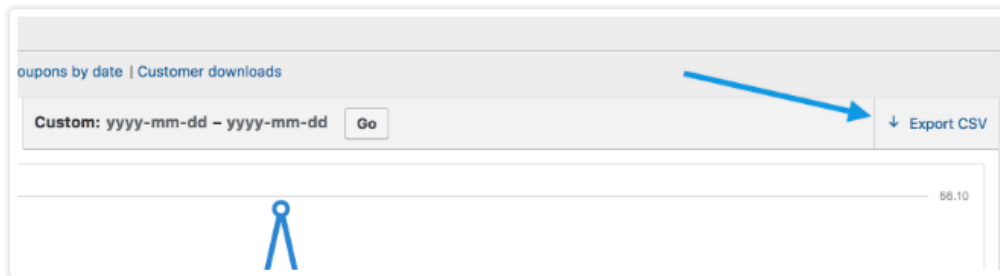 oupons by date | Customer downloads
Custom: yyyy-mm-dd – yyyy-mm-dd Go Export CSV
56.10